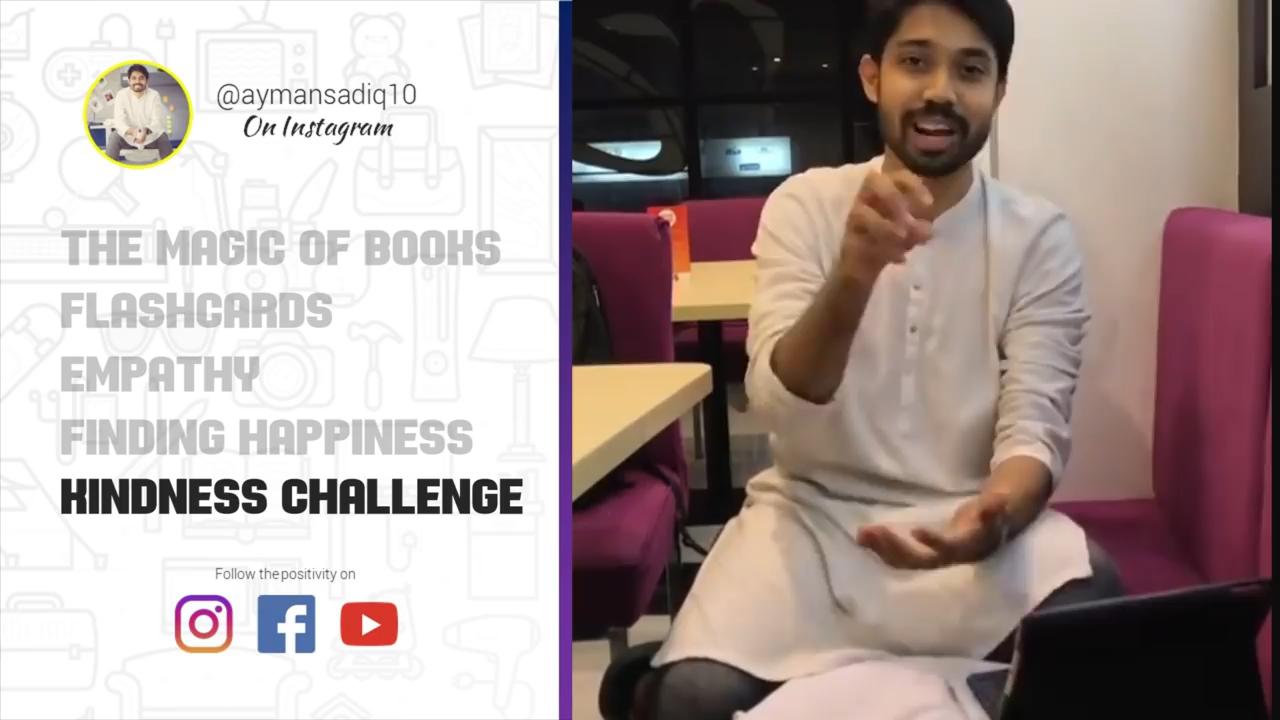 @aymansadiq10
On Instagram
THE MAGIC OF BOOKS
FLASHCARDS
EMPATHY
FINDING HAPPINESS
KINDNESS CHALLENGE
Follow the positivity on